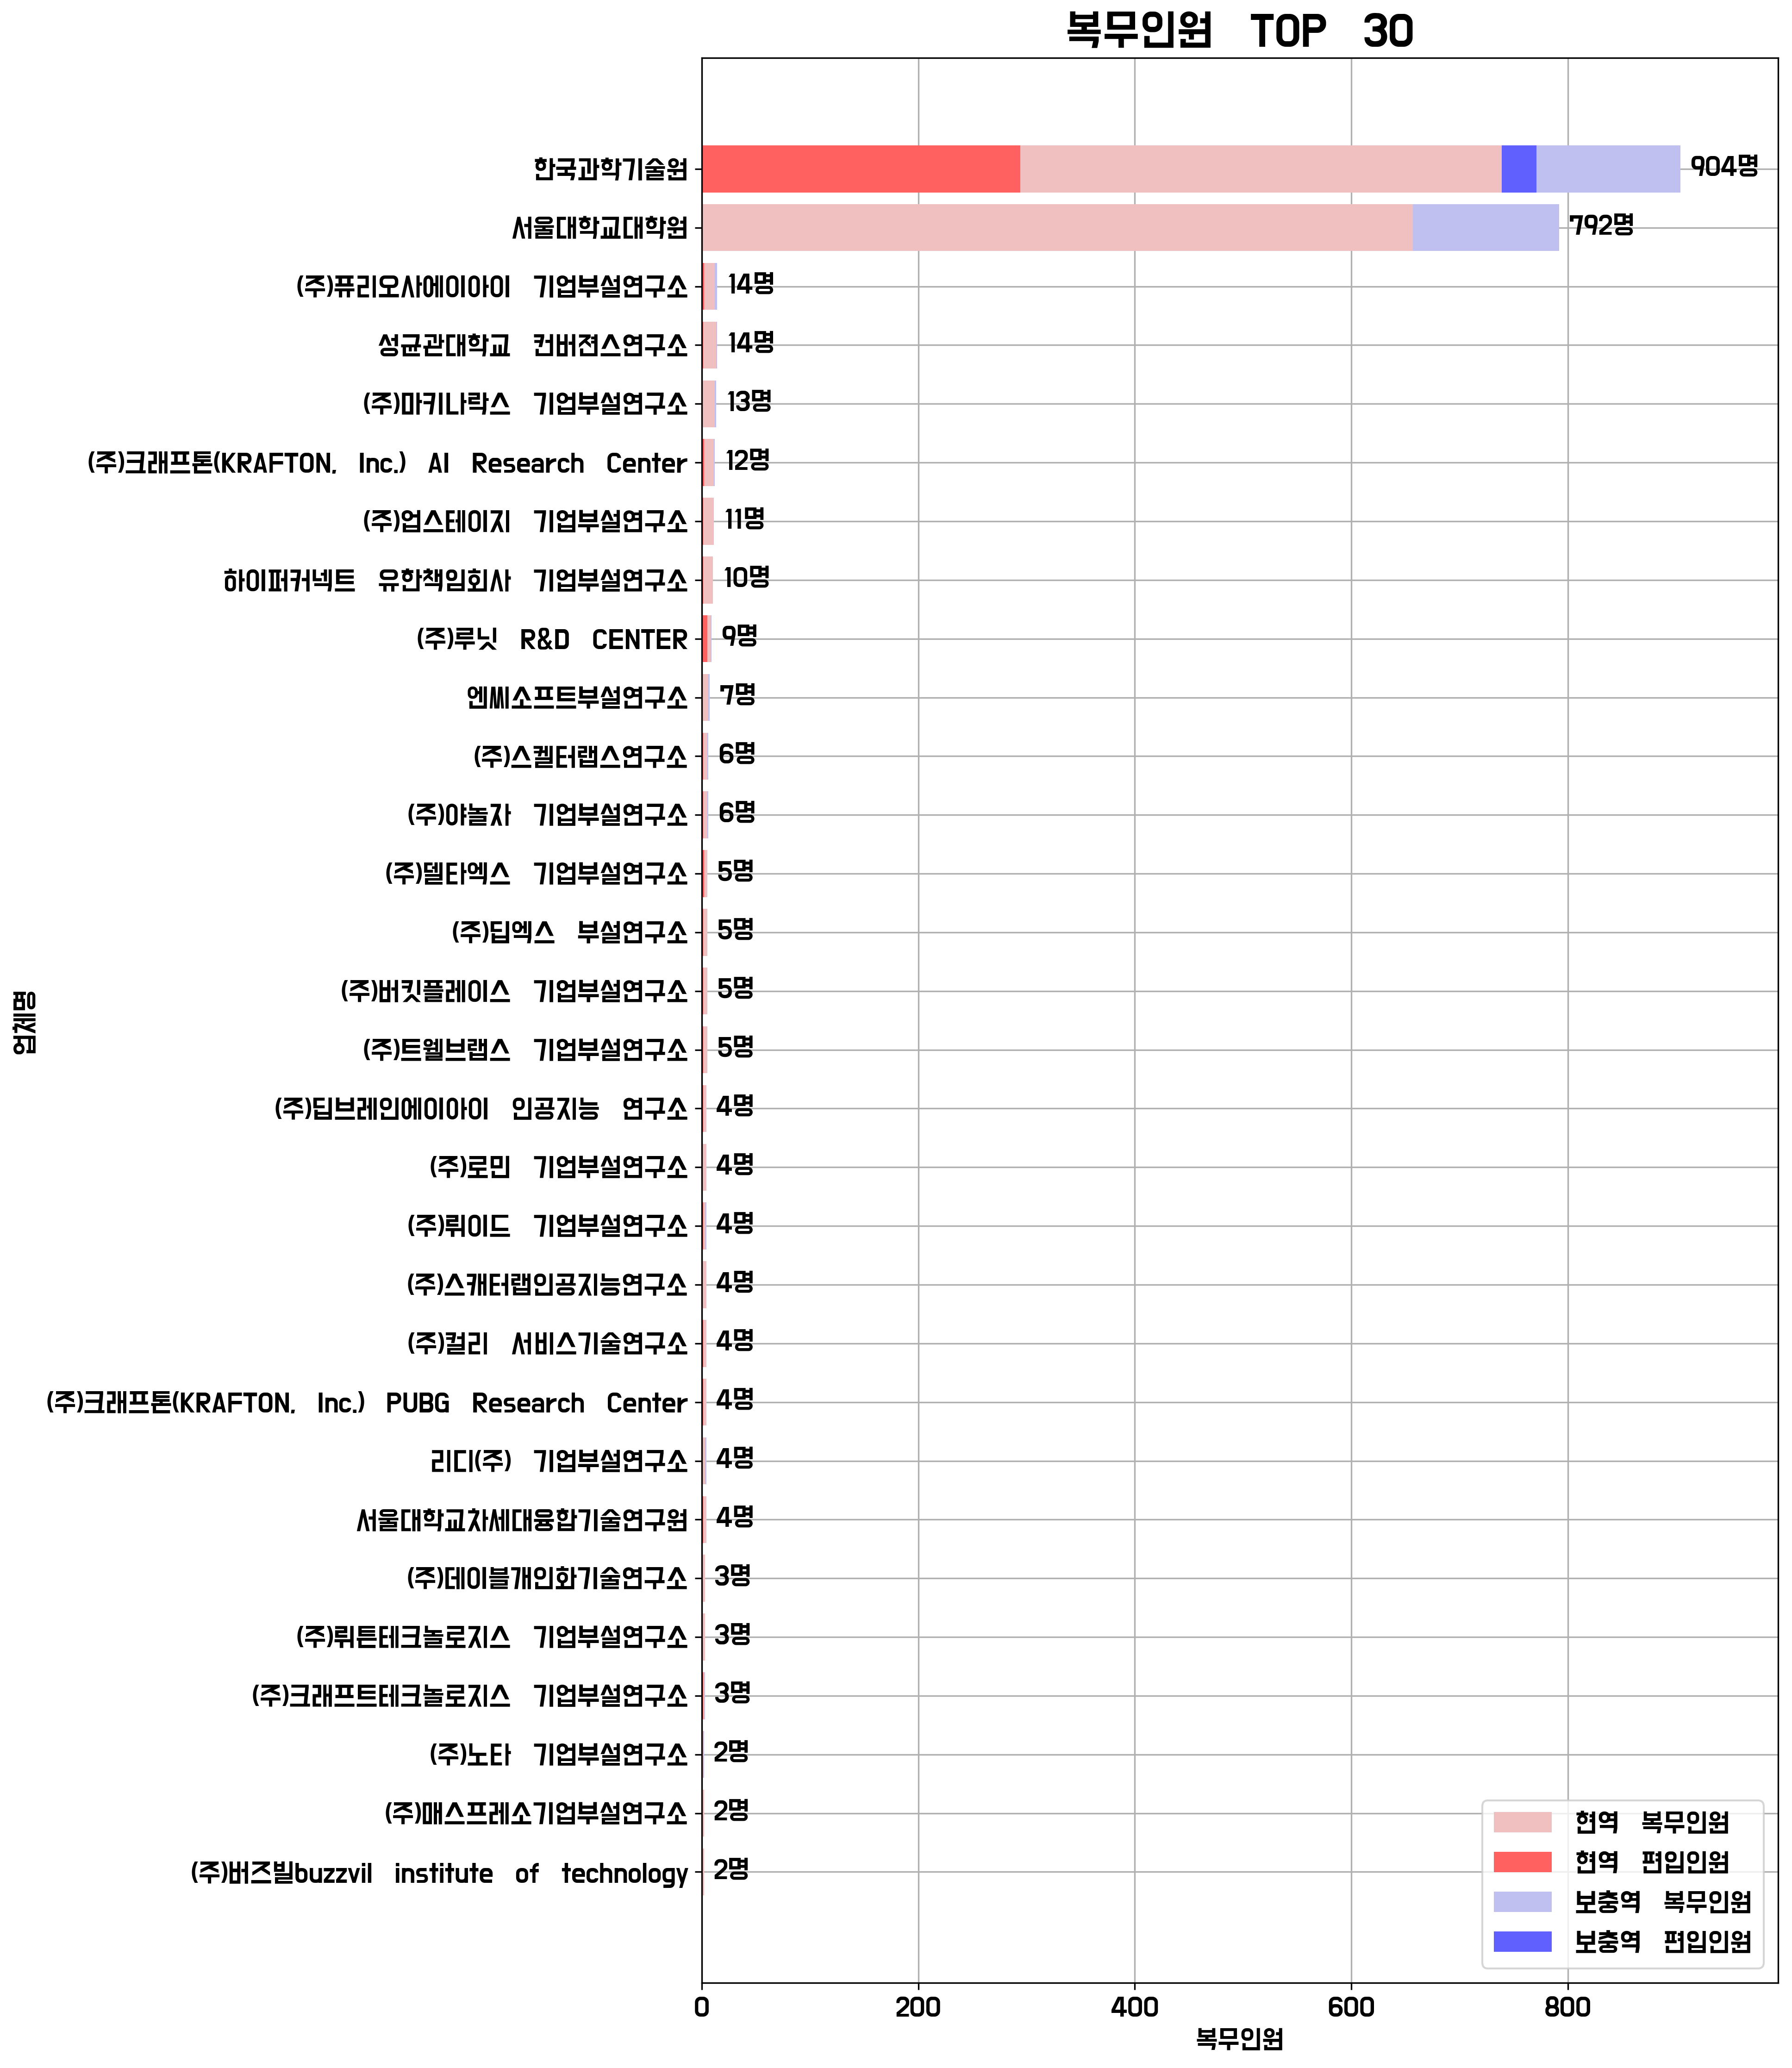 복무인원 TOP 30
한국과학기술원 904명
서울대학교대학원 792명
(주)퓨리오사에이아이 기업부설연구소 14명
성균관대학교 컨버젼스연구소 14명
(주)마키나락스 기업부설연구소 13명
(주)크래프톤(KRAFTON, Inc.) AI Research Center 12명
(주)업스테이지 기업부설연구소 11명
하이퍼커넥트 유한책임회사 기업부설연구소 10명
(주)루닛 R&D CENTER 9명
엔씨소프트부설연구소 7명
(주)스켈터랩스연구소 6명
(주)야놀자 기업부설연구소 6명
(주)델타엑스 기업부설연구소 5명
(주)딥엑스 부설연구소 5명
(주)버킷플레이스 기업부설연구소 5명
(주)트웰브랩스 기업부설연구소 5명
(주)딥브레인에이아이 인공지능 연구소 4명
(주)로민 기업부설연구소 4명
(주)뤼이드 기업부설연구소 4명
(주)스캐터랩인공지능연구소 4명
(주)컬리 서비스기술연구소 4명
(주)크래프톤(KRAFTON, Inc.) PUBG Research Center 4명
리디(주) 기업부설연구소 4명
서울대학교차세대융합기술연구원 4명
(주)데이블개인화기술연구소 3명
(주)뤼튼테크놀로지스 기업부설연구소 3명
(주)크래프트테크놀로지스 기업부설연구소 3명
(주)노타 기업부설연구소 2명
(주)매스프레소기업부설연구소 2명
(주)버즈빌buzzvil institute of technology 2명
업체명
현역 복무인원
현역 편입인원
보충역 복무인원
보충역 편입인원
0 200 400 600 800
복무인원